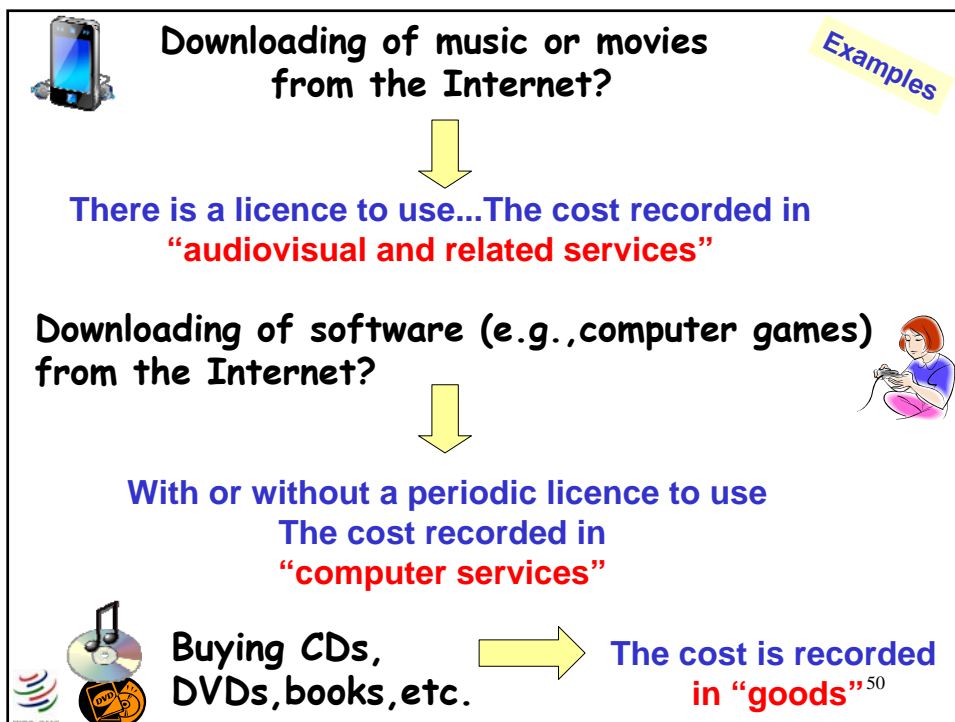 Downloading of music or movies
from the Internet?
Examples
There is a licence to use...The cost recorded in
“audiovisual and related services”
Downloading of software (e.g.,computer games)
from the Internet?
With or without a periodic licence to use
The cost recorded in
“computer services”
Buying CDs,
DVDs,books,etc.
The cost is recorded
in “goods”50
DVD